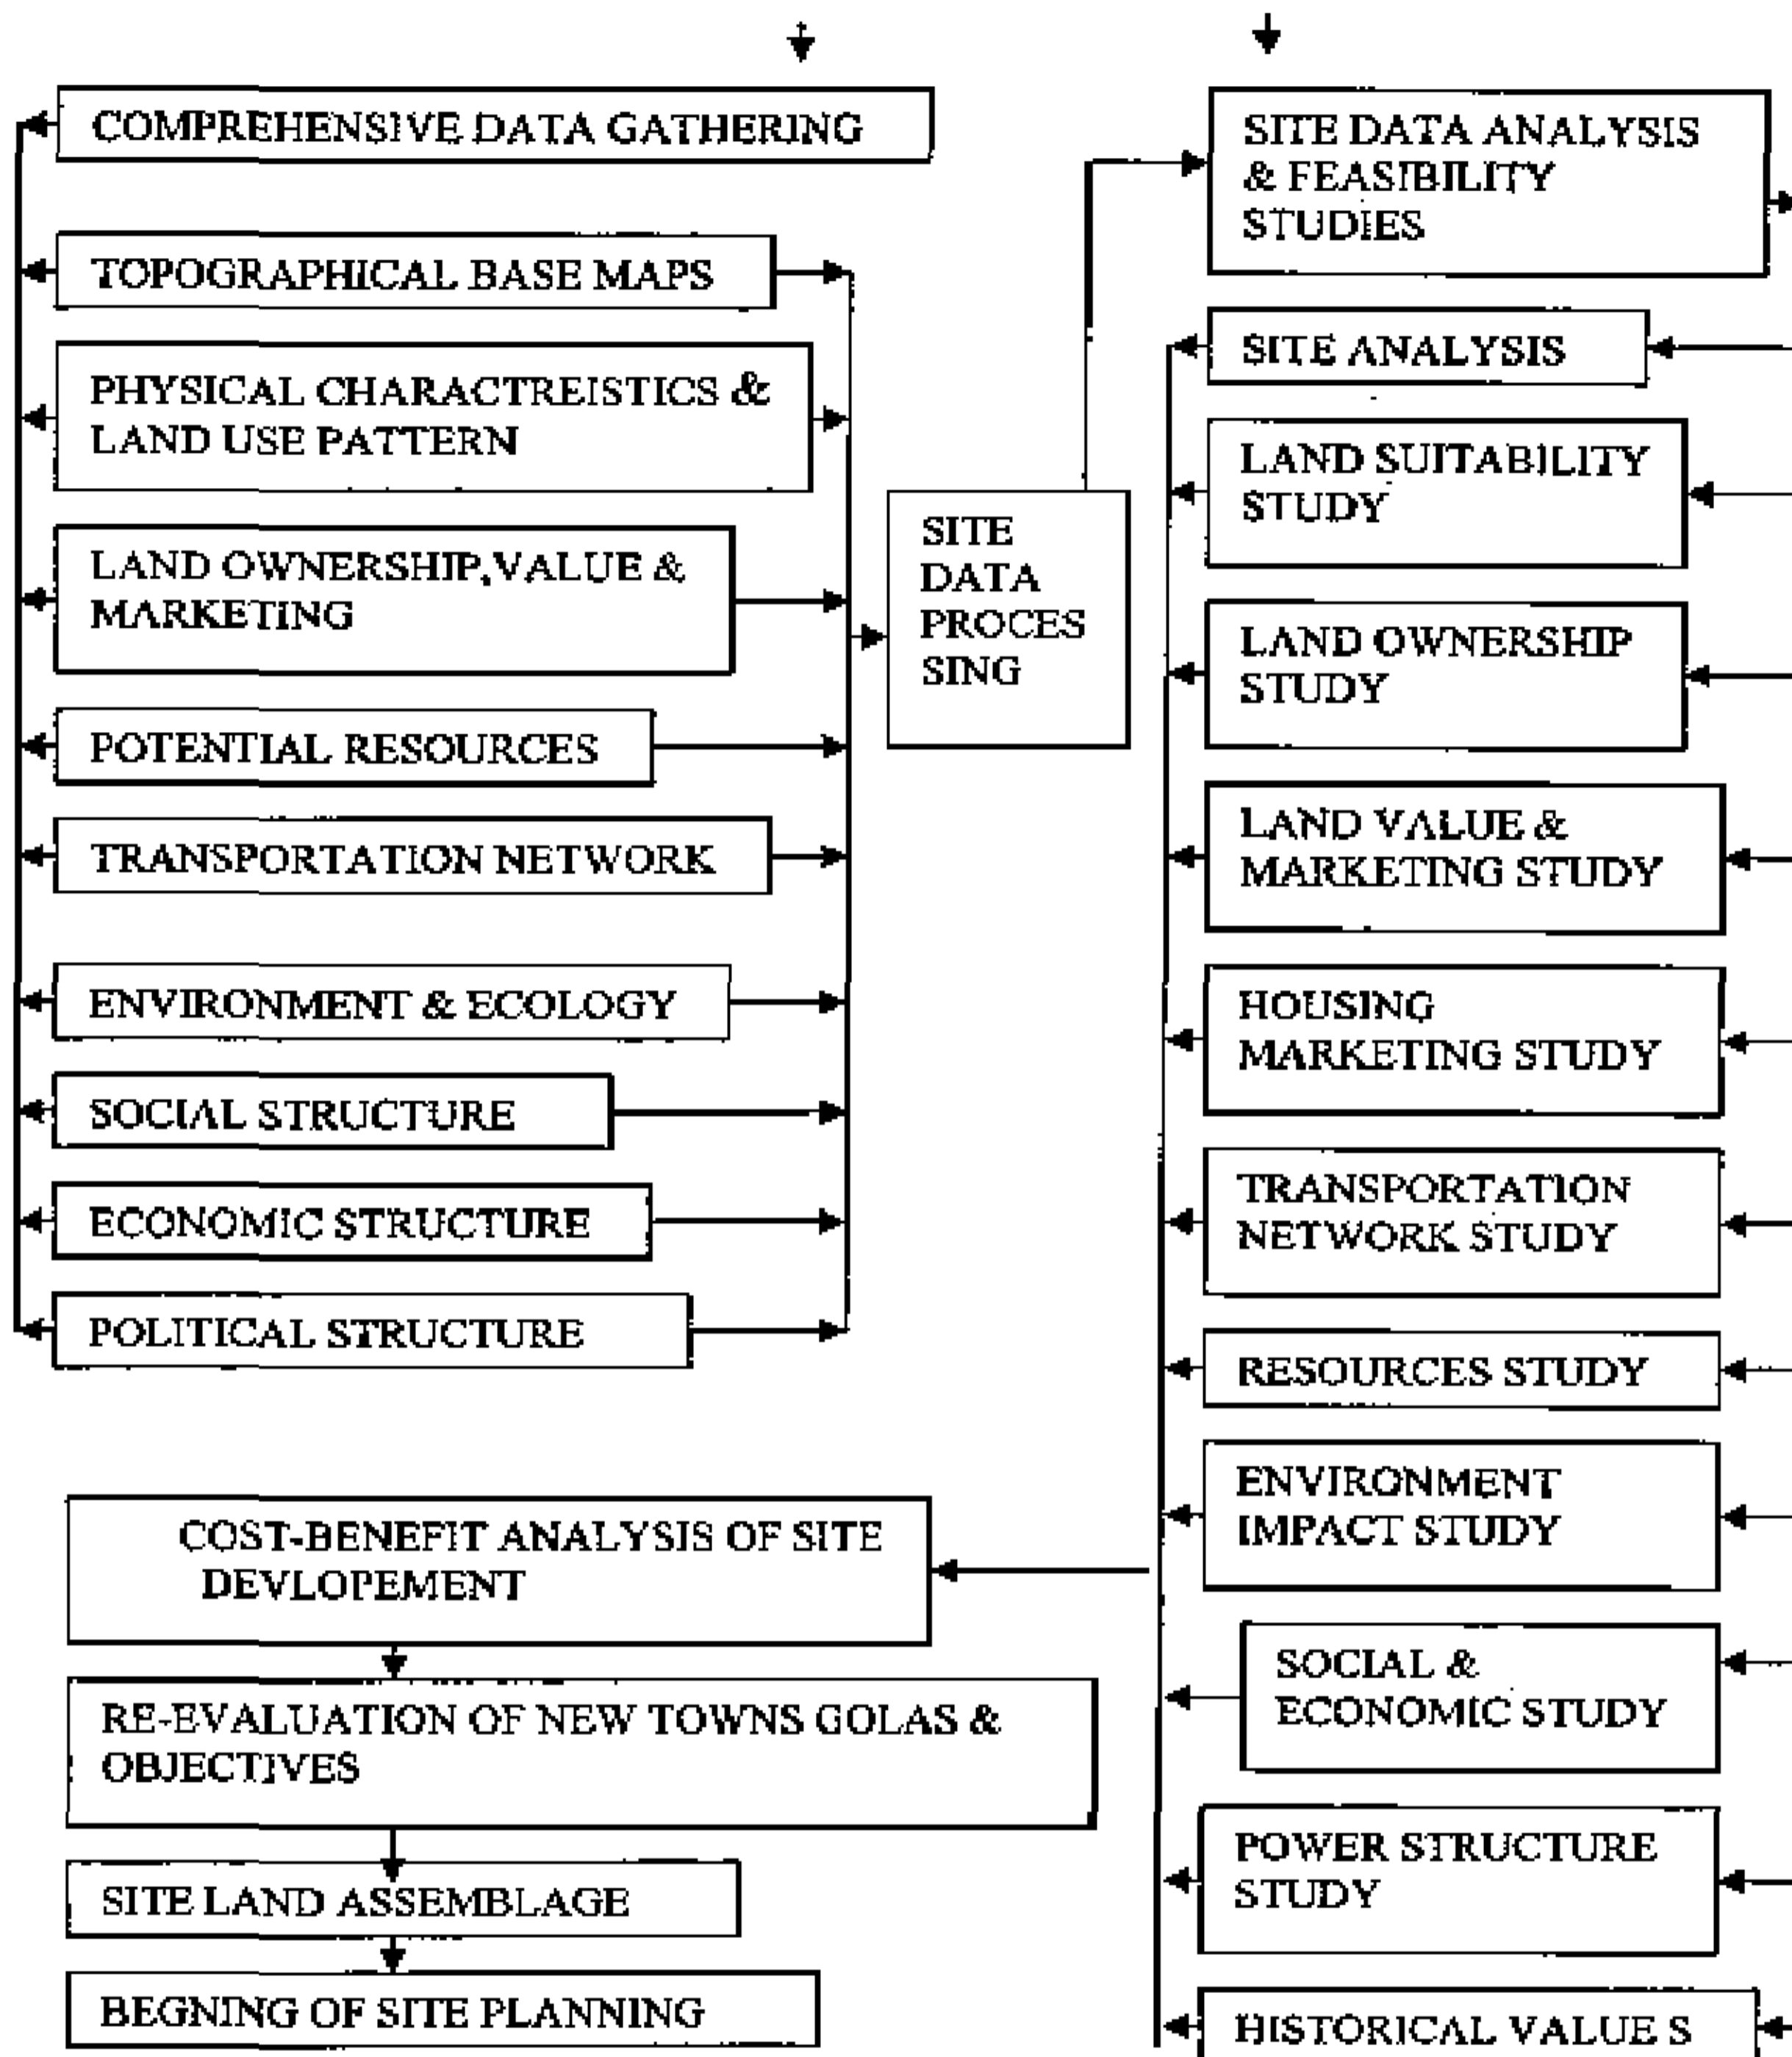 COMPREHENSIVE DATA GATHERING
TOPOGRAPHICAL BASE MAPS
PHYSICAL CHARACTREISTICS &
LAND USE PATTERN
LAND OWNERSHIP,VALUE &
MARKETING
POTENTIAL RESOURCES
TRANSPORTATION NETWORK
ENVIRONMENT & ECOLOGY
SOCIAL STRUCTURE
ECONOMIC STRUCTURE
POLITICAL STRUCTURE
SITE
DATA
PROCES
SING
SITE DATA ANALYSIS
& FEASIBILITY
STUDIES
SITE ANALYSIS
LAND SUITABILITY
STUDY
LAND OWNERSHIP
STUDY
LAND VALUE &
MARKETING STUDY
HOUSING
MARKETING STUDY
TRANSPORTATION
NETWORK STUDY
RESOURCES STUDY
ENVIRONMENT
IMPACT STUDY
SOCIAL &
ECONOMIC STUDY
POWER STRUCTURE
STUDY
HISTORICAL VALUE S
COST-BENEFIT ANALYSIS OF SITE
DEVLOPEMENT
RE-EVALUATION OF NEW TOWNS GOLAS &
OBJECTIVES
SITE LAND ASSEMBLAGE
BEGNING OF SITE PLANNING